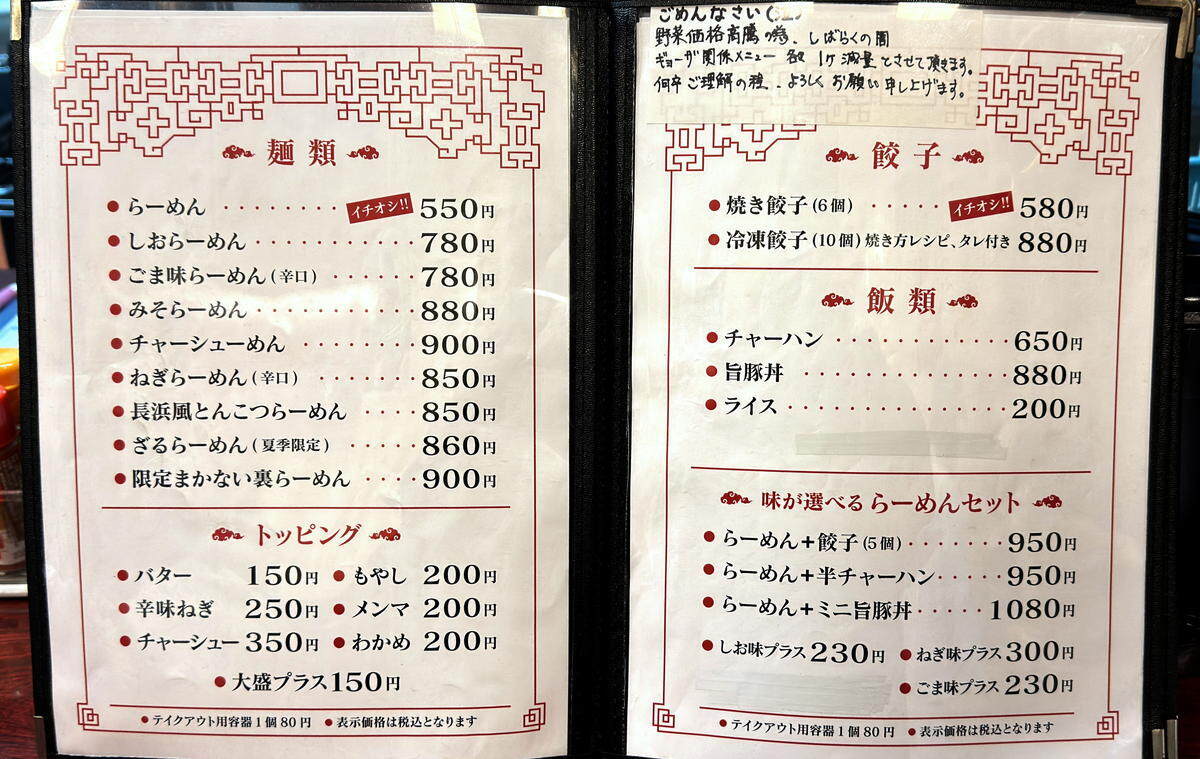 麺類
らーめん イチオシ!! 550円
しおらーめん 780円
ごま味らーめん(辛口) 780円
みそらーめん 880円
チャーシューめん 900円
ねぎらーめん(辛口) 850円
長浜風とんこつらーめん 850円
ざるらーめん(夏季限定) 860円
限定まかない裏らーめん 900円
トッピング
バター 150円 もやし 200円
辛味ねぎ 250円 メンマ 200円
チャーシュー 350円 わかめ 200円
大盛プラス 150円
テイクアウト用容器1個80円 表示価格は税込となります
ごめんなさい
野菜価格高騰の為、しばらくの間
ギョーザ関係メニュー 各々 1ヶ減量とさせて頂きます。
何卒ご理解の程、よろしくお願い申し上げます。
餃子
焼き餃子(6個) イチオシ!! 580円
冷凍餃子(10個)焼き方レシピ、タレ付き 880円
飯類
チャーハン 650円
旨豚丼 880円
ライス 200円
味が選べるらーめんセット
らーめん+餃子(5個) 950円
らーめん+半チャーハン 950円
らーめん+ミニ旨豚丼 1080円
しお味プラス 230円 ねぎ味プラス 300円
ごま味プラス 230円
テイクアウト用容器1個80円 表示価格は税込となります